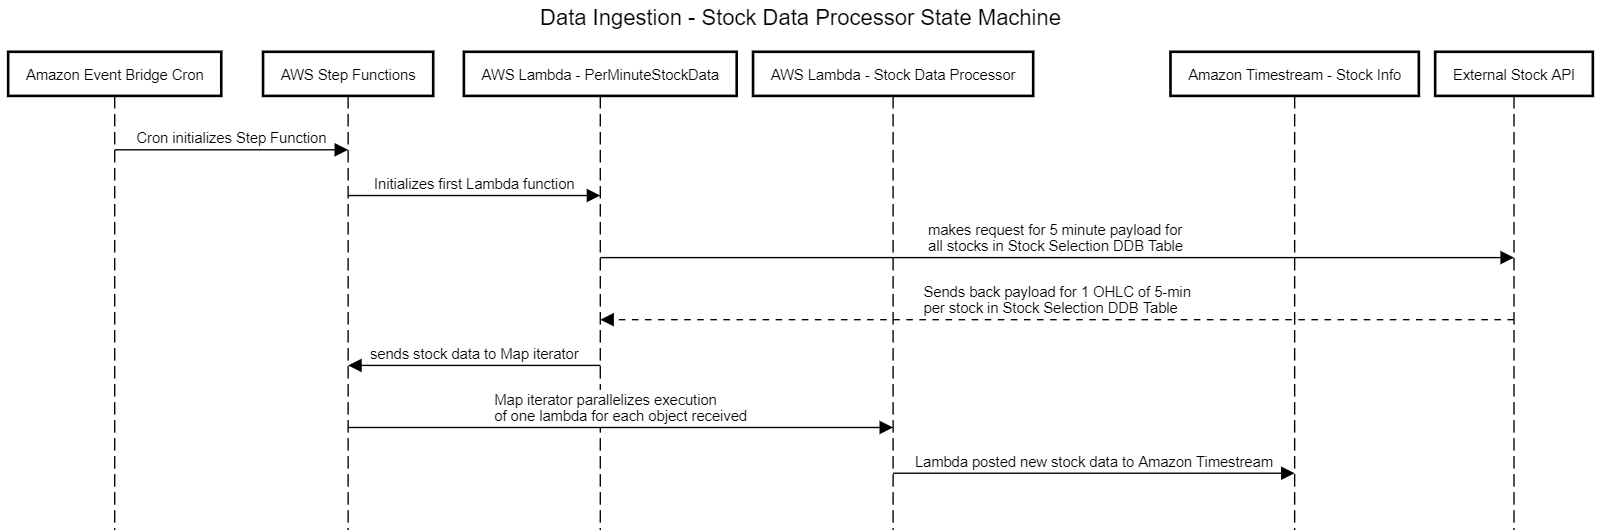 Data Ingestion - Stock Data Processor State Machine
Amazon Event Bridge Cron
AWS Step Functions
AWS Lambda - PerMinuteStockData
AWS Lambda - Stock Data Processor
Amazon Timestream - Stock Info
External Stock API
Cron initializes Step Function
Initializes first Lambda function
makes request for 5 minute payload for
all stocks in Stock Selection DDB Table
Sends back payload for 1 OHLC of 5-min
per stock in Stock Selection DDB Table
sends stock data to Map iterator
Map iterator parallelizes execution
of one lambda for each object received
Lambda posted new stock data to Amazon Timestream